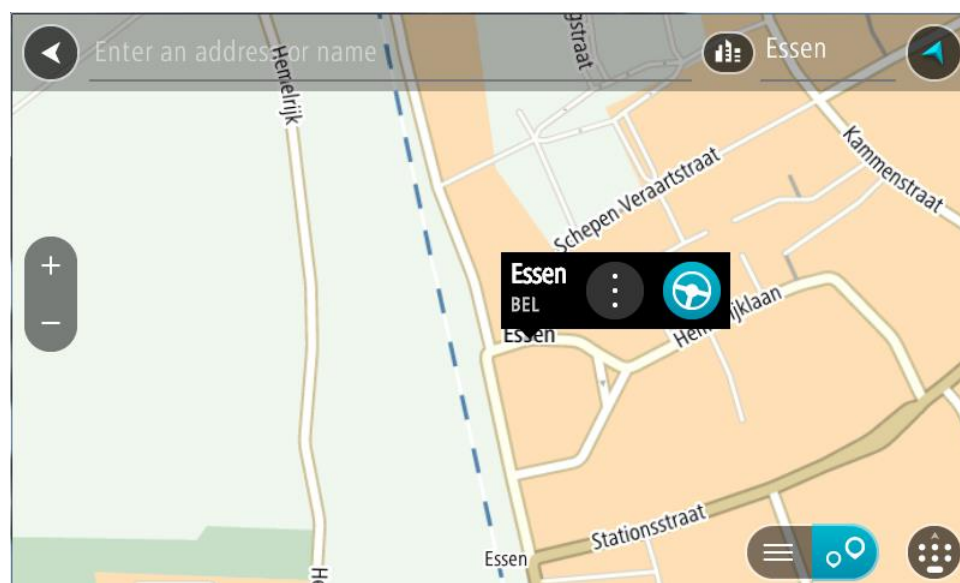 Enter an address or name
Essen
Hemelrijk
Kammenstraat
Schepen Veraartstraat
Essen
BEL
Essen
Stationsstraat
Essen